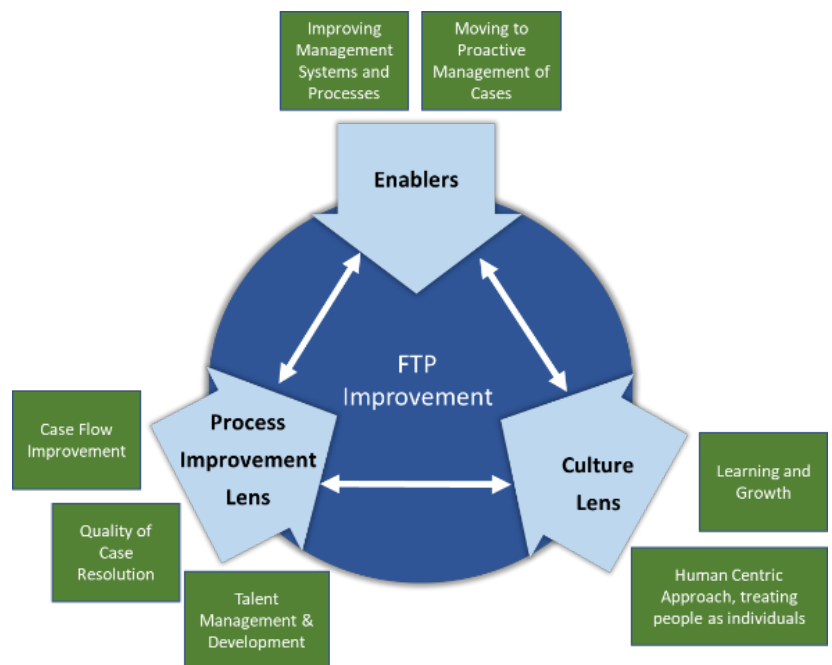 Improving
Management
Systems and
Processes
Moving to
Proactive
Management of
Cases
Enablers
FTP
Improvement
Process
Improvement
Lens
Culture
Lens
Case Flow
Improvement
Quality of
Case
Resolution
Talent
Management &
Development
Learning and
Growth
Human Centric
Approach, treating
people as individuals